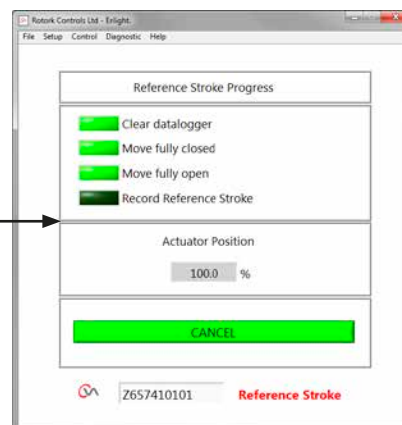 Rotork Controls Ltd - Enlight.
File Setup Control Diagnostic Help
Reference Stroke Progress
Clear datalogger
Move fully closed
Move fully open
Record Reference Stroke
Actuator Position
100.0 %
CANCEL
Z657410101 Reference Stroke